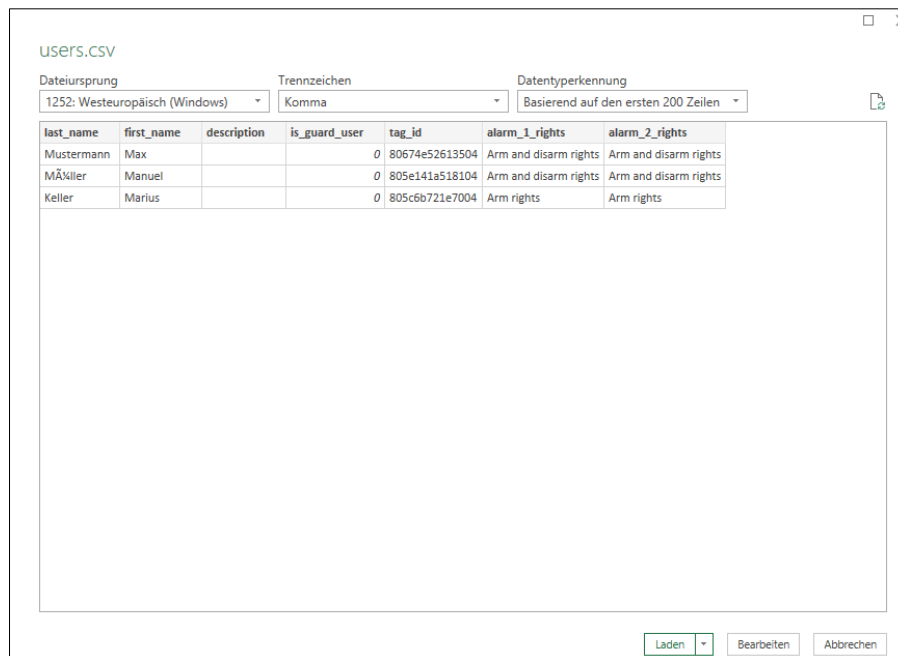 users.csv
Dateiursprung Trennzeichen Datentyperkennung
1252: Westeuropäisch (Windows) Komma Basierend auf den ersten 200 Zeilen
last_name first_name description is_guard_user tag_id alarm_1_rights alarm_2_rights
Mustermann Max 0 80674e52613504 Arm and disarm rights Arm and disarm rights
MÃ¼ller Manuel 0 805e141a518104 Arm and disarm rights Arm and disarm rights
Keller Marius 0 805c6b721e7004 Arm rights Arm rights
Laden Bearbeiten Abbrechen